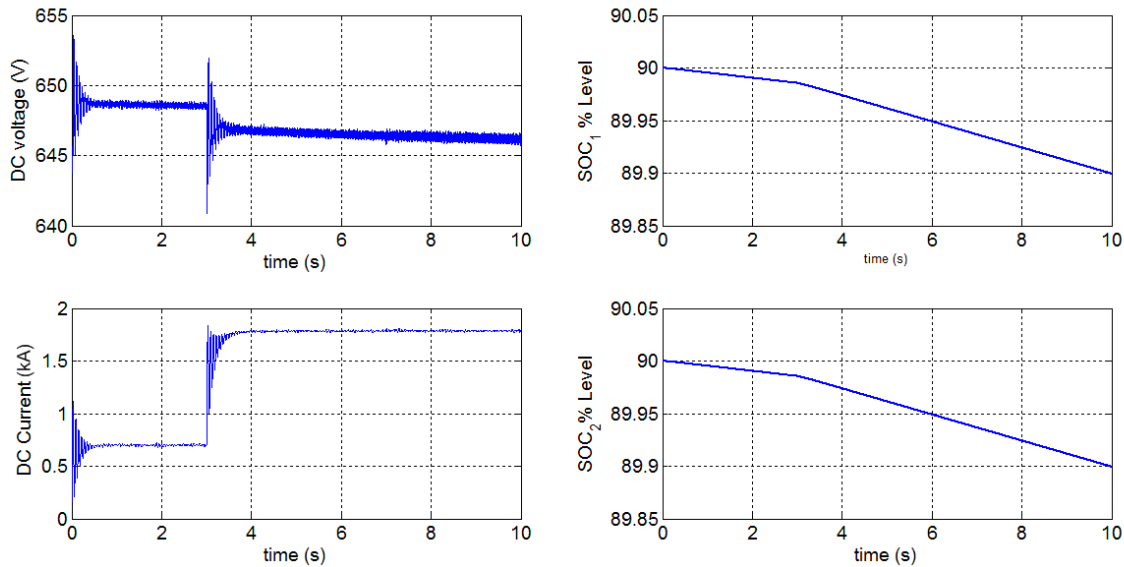 655
650
645
640
DC voltage (V)
0 2 4 6 8 10
time (s)
90.05
90
89.95
89.9
89.85
SOC1 % Level
0 2 4 6 8 10
time (s)
2
1.5
1
0.5
0
DC Current (kA)
0 2 4 6 8 10
time (s)
90.05
90
89.95
89.9
89.85
SOC2% Level
0 2 4 6 8 10
time (s)